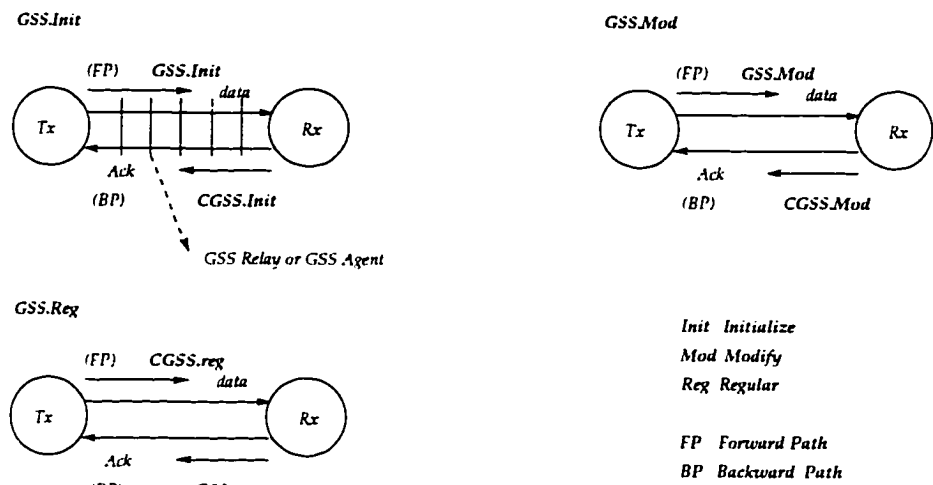 GSS.Init
(FP) GSS.Init
data
Tx
Rx
Ack
(BP) CGSS.Init
GSS Relay or GSS Agent
GSS.Mod
(FP) GSS.Mod
data
Tx
Rx
Ack
(BP) CGSS.Mod
GSS.Reg
(FP) CGSS.reg
data
Tx
Rx
Ack
Init Initialize
Mod Modify
Reg Regular
FP Forward Path
BP Backward Path